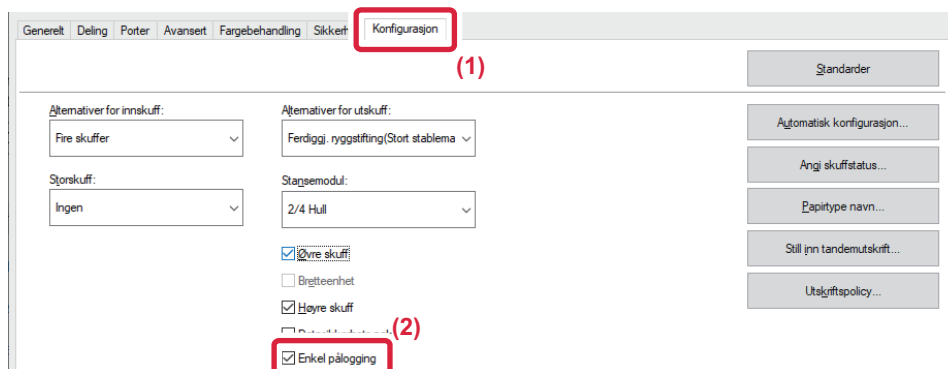 Generelt Deling Porter Avansert Fargebehandling Konfigurasjon
(1)
Standarder
Alternativer for innskuff:
Fire skuffer
Alternativer for utskuff:
Ferdiggj. ryggstifting(Stort stablema
Automatisk konfigurasjon...
Angi skuffstatus...
Storskuff:
Ingen
Stansemodul:
2/4 Hull
Papirtype navn...
Still inn tandemutskrift...
Øvre skuff
Utskriftspolicy...
Bretteenhet
Høyre skuff
(2)
Enkel pålogging